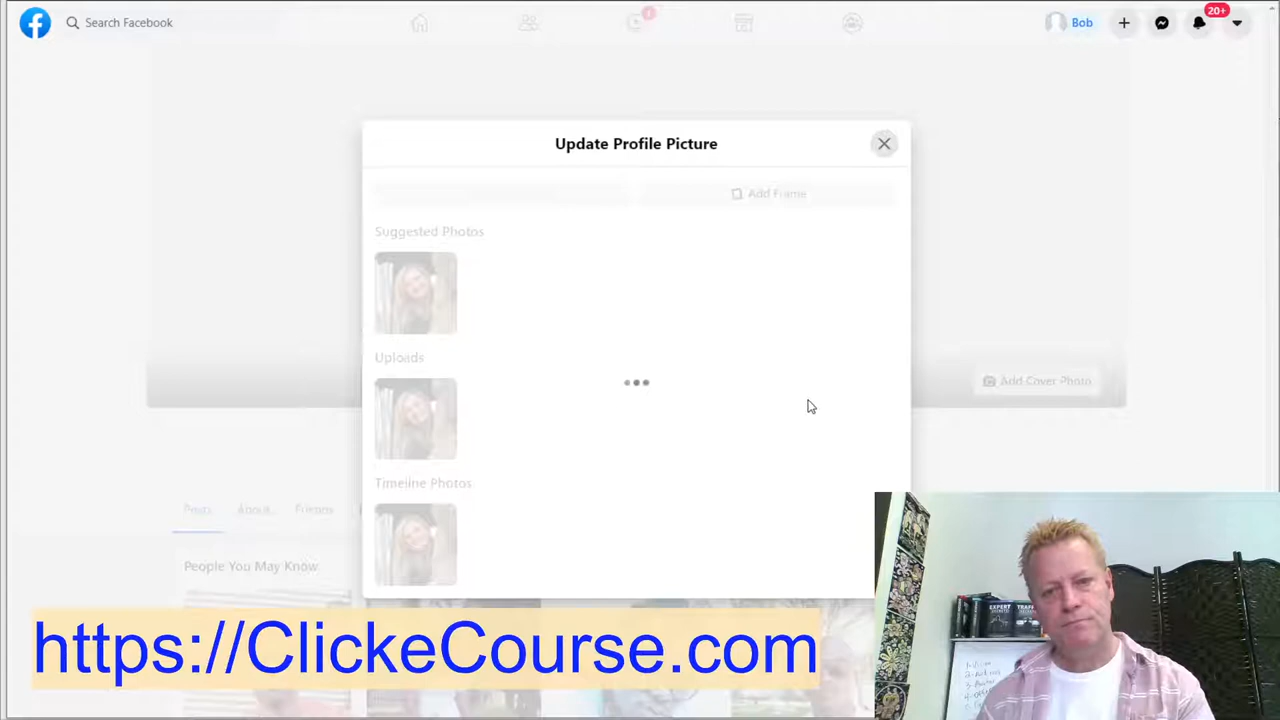 Search Facebook
Bob
20+
Update Profile Picture
Add Frame
Suggested Photos
Uploads
Add Cover Photo
Timeline Photos
Posts
About
Friends
People You May Know
EXPERT
https://ClickeCourse.com